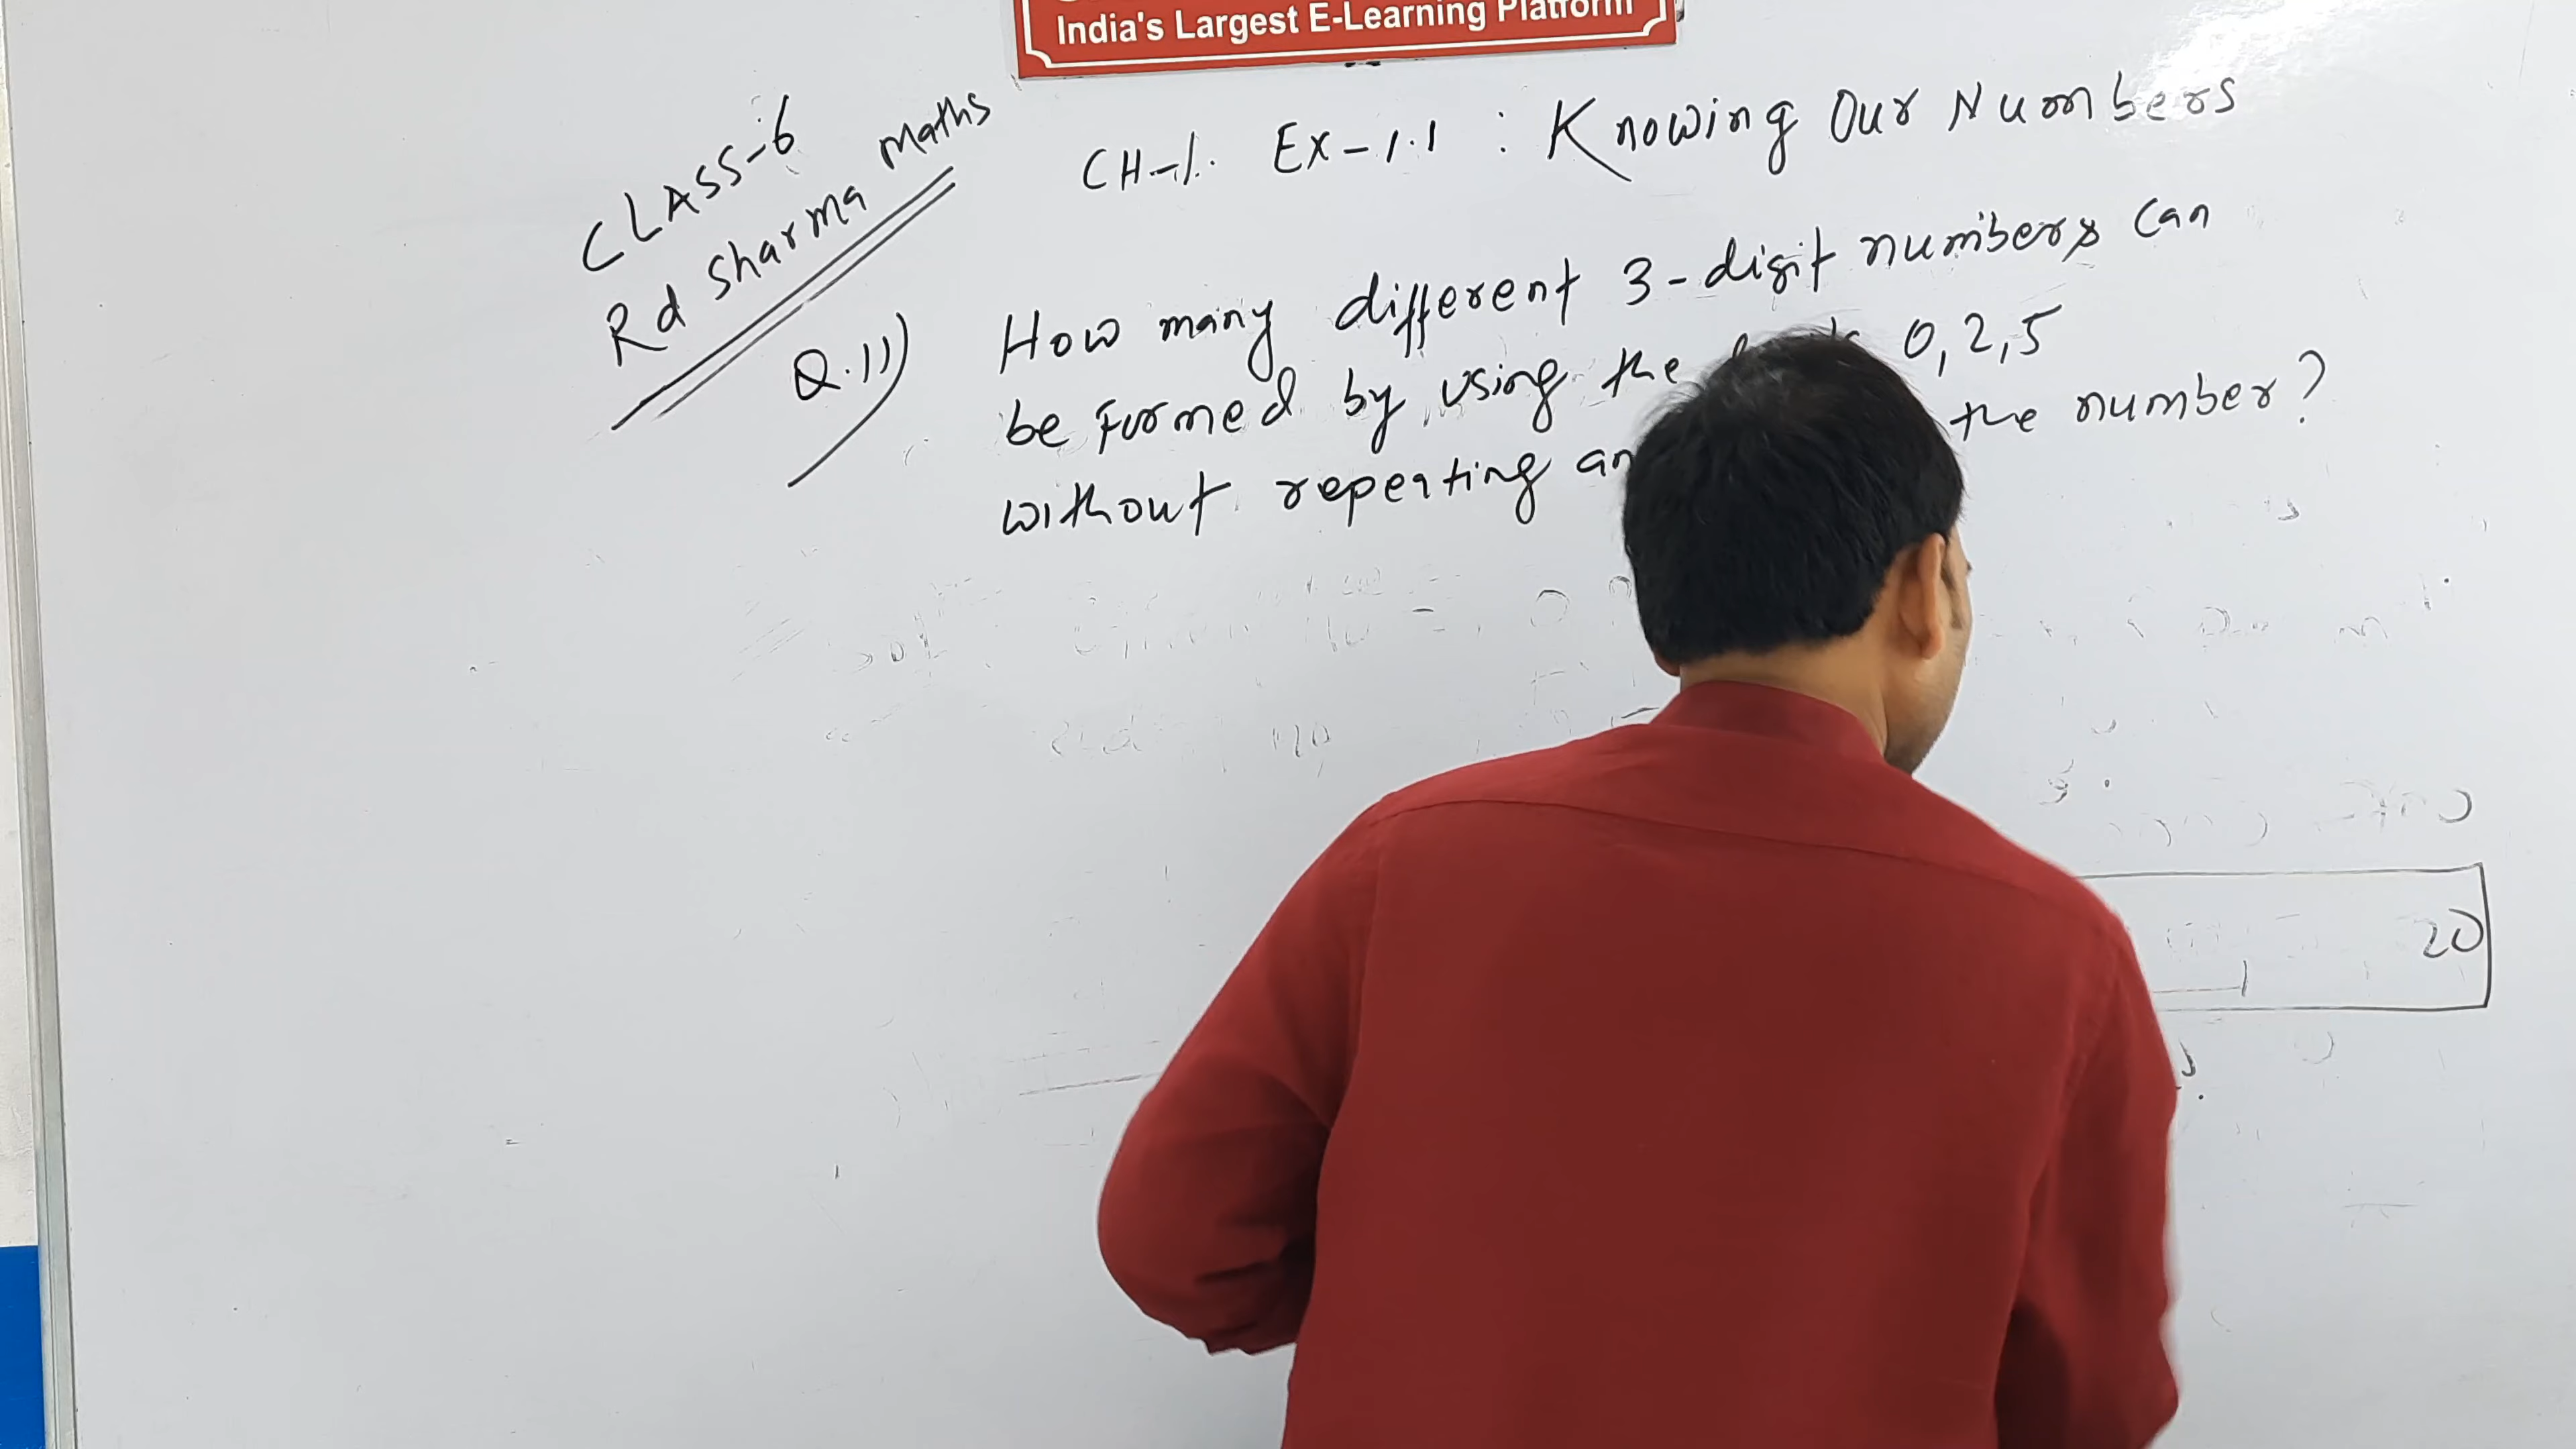 India's Largest E-Learning Platform
CLASS-6
Rd Sharma Maths
CH-1. Ex-1.1 : Knowing Our Numbers
Q.11) How many different 3-digit numbers can
be formed by using the 0,2,5
without repeating the number?
20